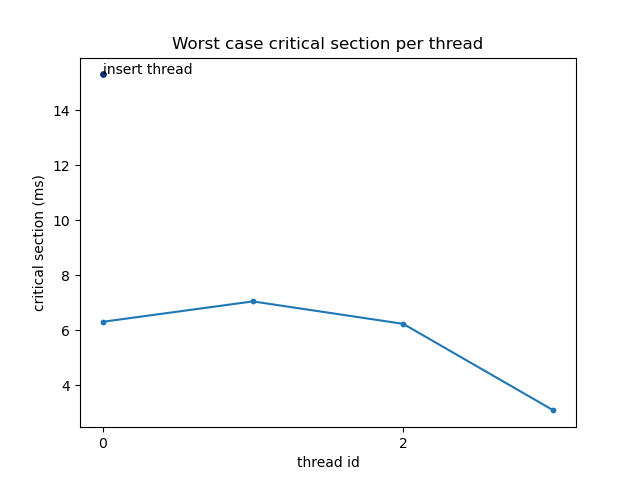 Worst case critical section per thread
insert thread
14
12
10
8
6
4
critical section (ms)
0
2
thread id